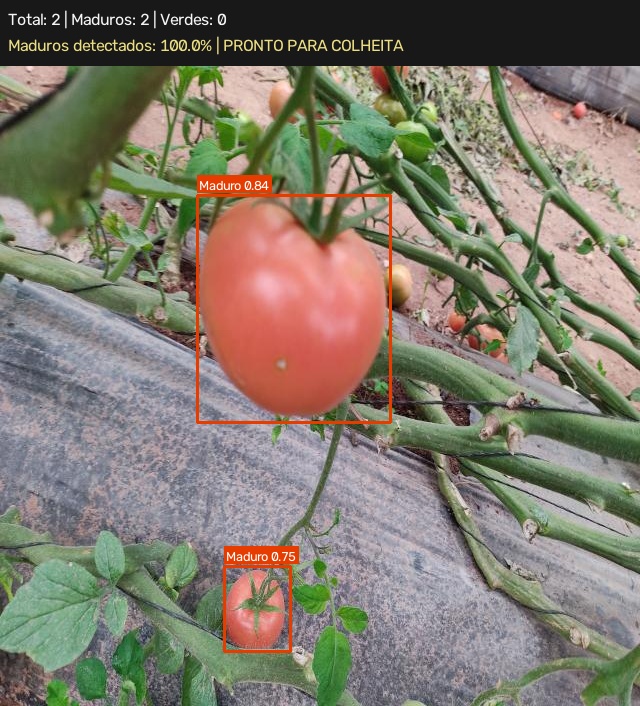 Total: 2 | Maduros: 2 | Verdes: 0
Maduros detectados: 100.0% | PRONTO PARA COLHEITA
Maduro 0.84
Maduro 0.75